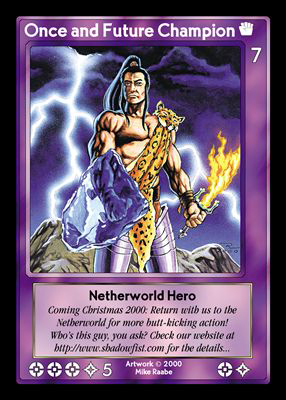 Once and Future Champion
7
Netherworld Hero
Coming Christmas 2000: Return with us to the
Netherworld for more butt-kicking action!
Who's this guy, you ask? Check our website at
http://www.shadowfist.com for the details...
5
Artwork © 2000
Mike Raabe